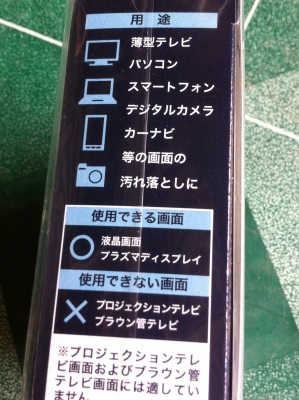 用途
薄型テレビ
パソコン
スマートフォン
デジタルカメラ
カーナビ
等の画面の
汚れ落としに
使用できる画面
液晶画面
プラズマディスプレイ
使用できない画面
プロジェクションテレビ
ブラウン管テレビ
※プロジェクションテレ
ビ画面およびブラウン管
テレビ画面には適してい
ません。